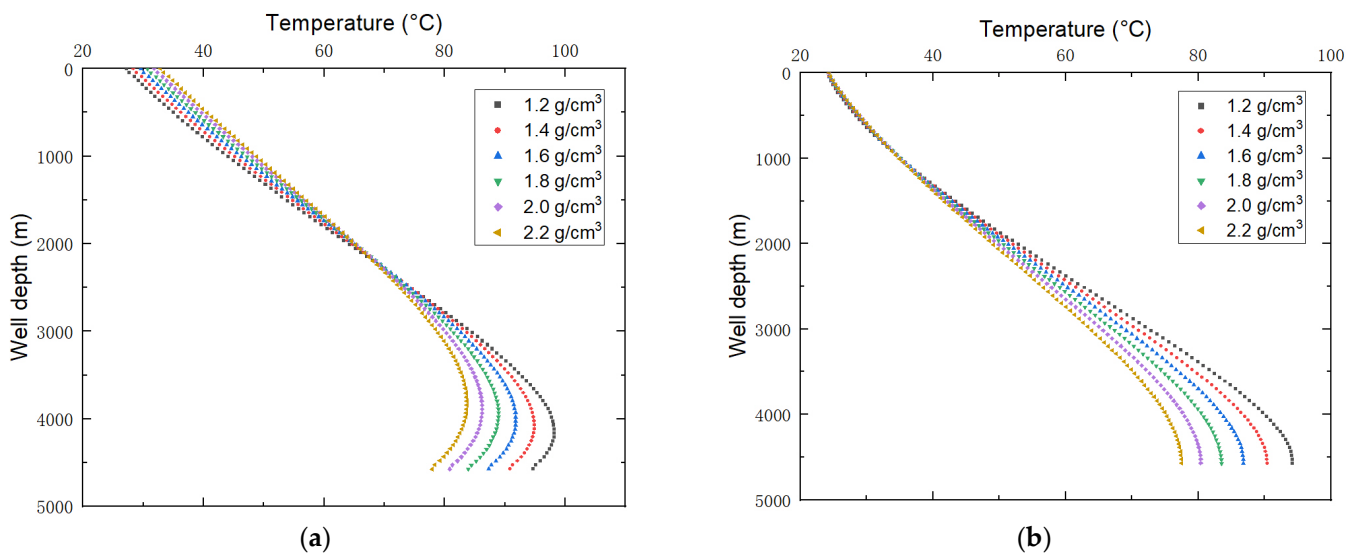 Temperature (°C)
20 40 60 80 100
0
1000
2000
3000
4000
5000
Well depth (m)
1.2 g/cm³
1.4 g/cm³
1.6 g/cm³
1.8 g/cm³
2.0 g/cm³
2.2 g/cm³
(a)
Temperature (°C)
20 40 60 80 100
0
1000
2000
3000
4000
5000
Well depth (m)
1.2 g/cm³
1.4 g/cm³
1.6 g/cm³
1.8 g/cm³
2.0 g/cm³
2.2 g/cm³
(b)